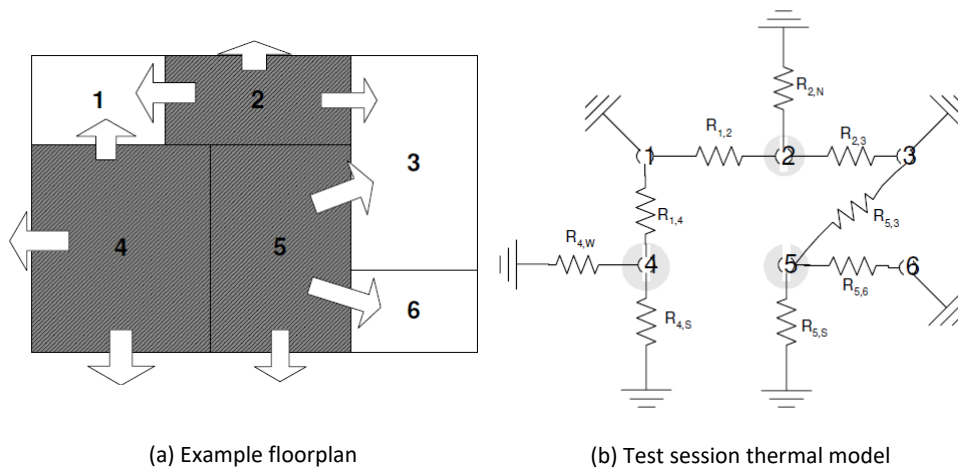 1
2
3
4
5
6
R2,N
R1,2
R2,3
1
2
3
R1,4
R5,3
R4,W
4
5
6
R5,6
R4,S
R5,S
(a) Example floorplan
(b) Test session thermal model